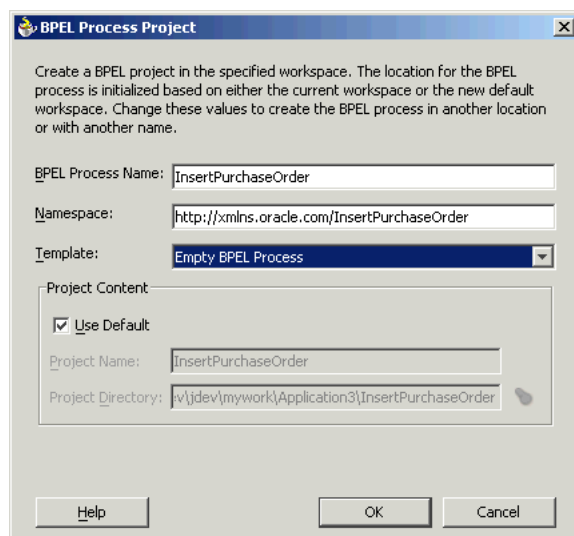 BPEL Process Project
Create a BPEL project in the specified workspace. The location for the BPEL
process is initialized based on either the current workspace or the new default
workspace. Change these values to create the BPEL process in another location
or with another name.
BPEL Process Name: InsertPurchaseOrder
Namespace: http://xmlns.oracle.com/InsertPurchaseOrder
Template: Empty BPEL Process
Project Content
Use Default
Project Name: InsertPurchaseOrder
Project Directory: :v\jdev\mywork\Application3\InsertPurchaseOrder
Help OK Cancel